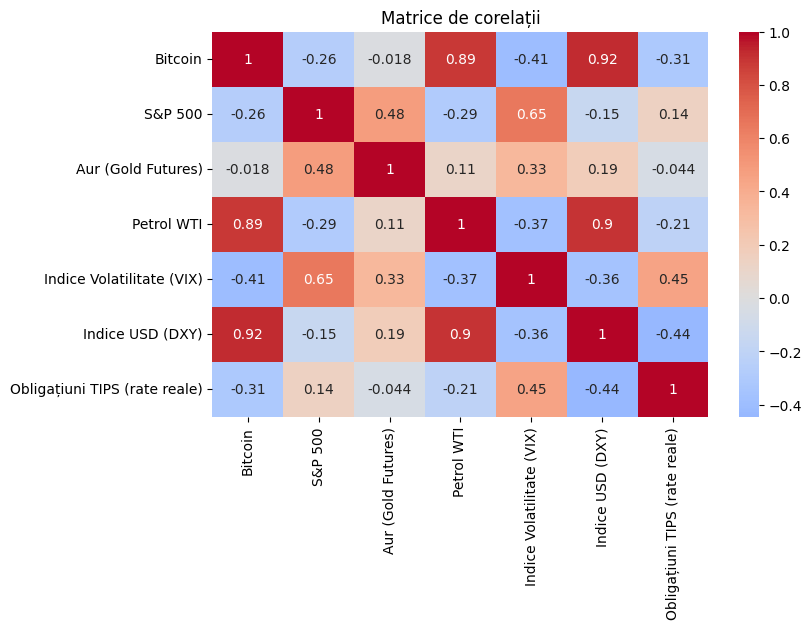 Matrice de corelații
Bitcoin 1 -0.26 -0.018 0.89 -0.41 0.92 -0.31
S&P 500 -0.26 1 0.48 -0.29 0.65 -0.15 0.14
Aur (Gold Futures) -0.018 0.48 1 0.11 0.33 0.19 -0.044
Petrol WTI 0.89 -0.29 0.11 1 -0.37 0.9 -0.21
Indice Volatilitate (VIX) -0.41 0.65 0.33 -0.37 1 -0.36 0.45
Indice USD (DXY) 0.92 -0.15 0.19 0.9 -0.36 1 -0.44
Obligațiuni TIPS (rate reale) -0.31 0.14 -0.044 -0.21 0.45 -0.44 1
Bitcoin
S&P 500
Aur (Gold Futures)
Petrol WTI
Indice Volatilitate (VIX)
Indice USD (DXY)
Obligațiuni TIPS (rate reale)
1.0
0.8
0.6
0.4
0.2
0.0
−0.2
−0.4